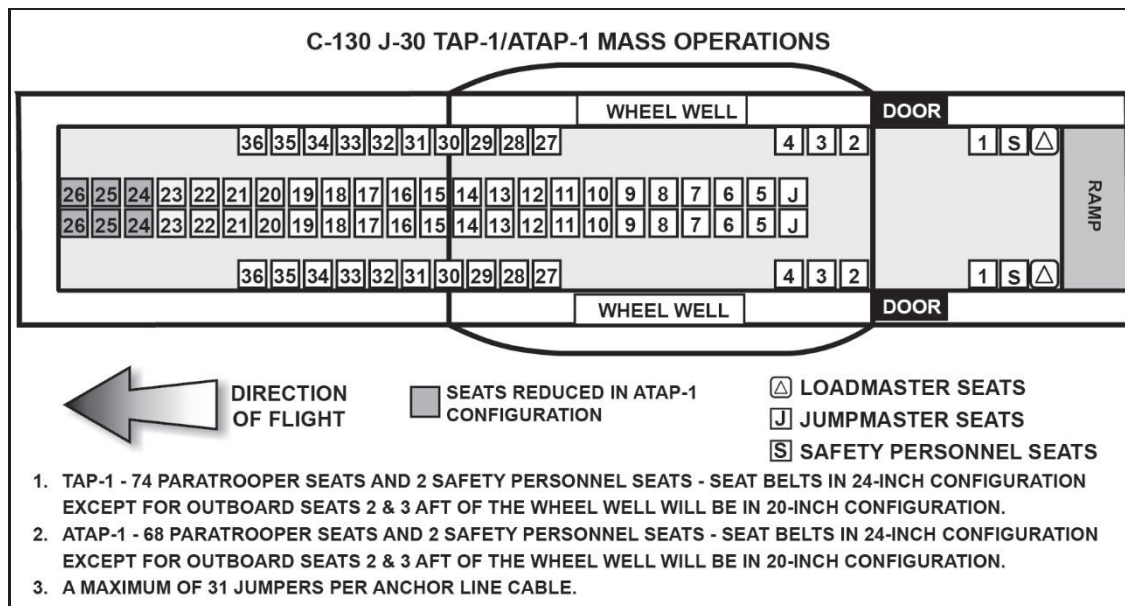 C-130 J-30 TAP-1/ATAP-1 MASS OPERATIONS
WHEEL WELL DOOR
36 35 34 33 32 31 30 29 28 27 4 3 2 1 S
26 25 24 23 22 21 20 19 18 17 16 15 14 13 12 11 10 9 8 7 6 5 J
26 25 24 23 22 21 20 19 18 17 16 15 14 13 12 11 10 9 8 7 6 5 J
RAMP
36 35 34 33 32 31 30 29 28 27 4 3 2 1 S
WHEEL WELL DOOR
DIRECTION
OF FLIGHT
SEATS REDUCED IN ATAP-1
CONFIGURATION
LOADMASTER SEATS
J JUMPMASTER SEATS
S SAFETY PERSONNEL SEATS
1. TAP-1 - 74 PARATROOPER SEATS AND 2 SAFETY PERSONNEL SEATS - SEAT BELTS IN 24-INCH CONFIGURATION
EXCEPT FOR OUTBOARD SEATS 2 & 3 AFT OF THE WHEEL WELL WILL BE IN 20-INCH CONFIGURATION.
2. ATAP-1 - 68 PARATROOPER SEATS AND 2 SAFETY PERSONNEL SEATS - SEAT BELTS IN 24-INCH CONFIGURATION
EXCEPT FOR OUTBOARD SEATS 2 & 3 AFT OF THE WHEEL WELL WILL BE IN 20-INCH CONFIGURATION.
3. A MAXIMUM OF 31 JUMPERS PER ANCHOR LINE CABLE.